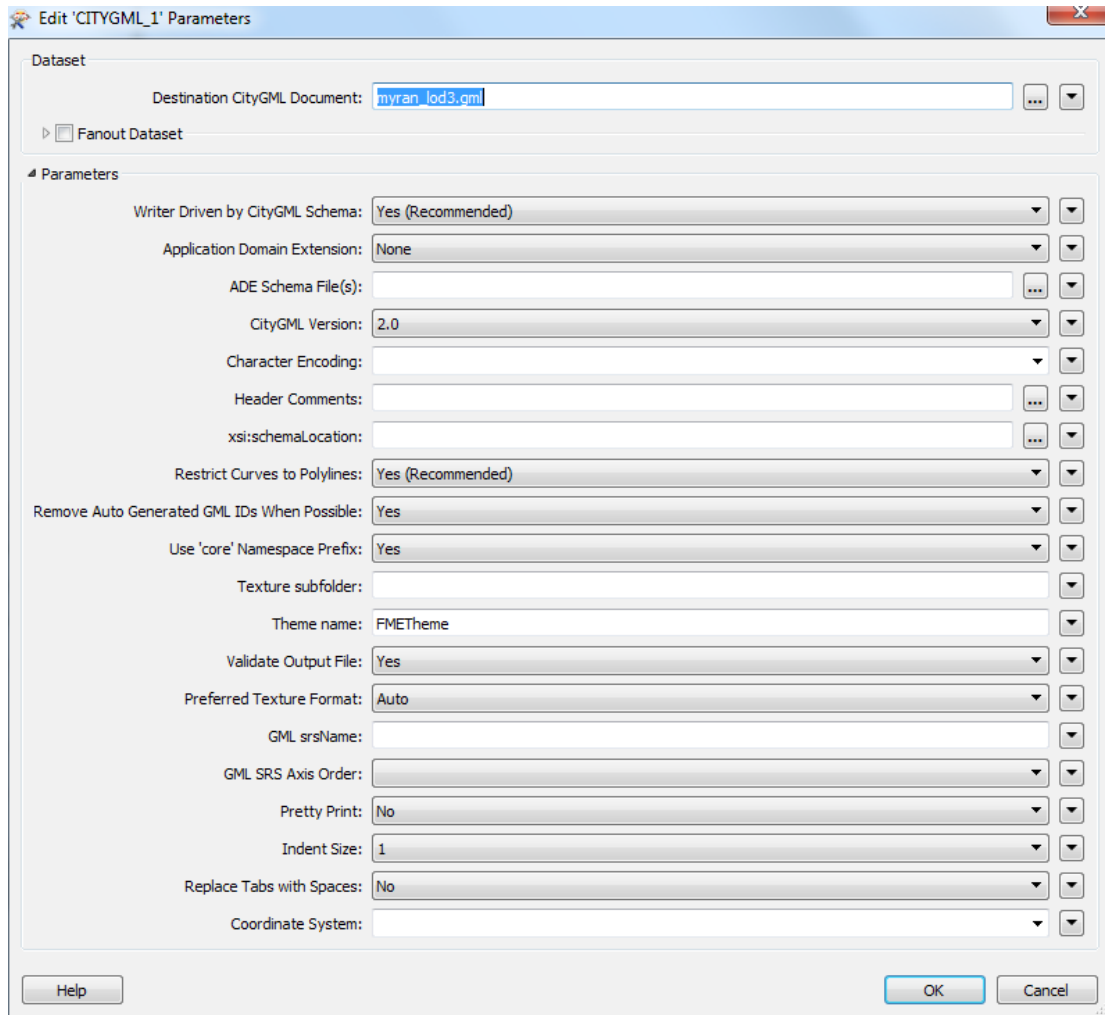 Edit 'CITYGML_1' Parameters
Dataset
Destination CityGML Document: myran_lod3.gml ...
Fanout Dataset
Parameters
Writer Driven by CityGML Schema: Yes (Recommended)
Application Domain Extension: None
ADE Schema File(s): ...
CityGML Version: 2.0
Character Encoding:
Header Comments: ...
xsi:schemaLocation: ...
Restrict Curves to Polylines: Yes (Recommended)
Remove Auto Generated GML IDs When Possible: Yes
Use 'core' Namespace Prefix: Yes
Texture subfolder:
Theme name: FMETheme
Validate Output File: Yes
Preferred Texture Format: Auto
GML srsName:
GML SRS Axis Order:
Pretty Print: No
Indent Size: 1
Replace Tabs with Spaces: No
Coordinate System:
Help OK Cancel